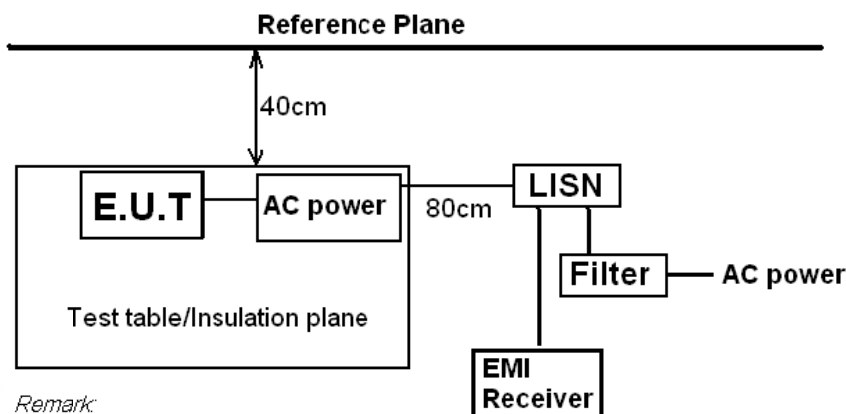 Reference Plane
40cm
E.U.T
AC power
80cm
LISN
Filter
AC power
Test table/Insulation plane
EMI
Receiver
Remark: